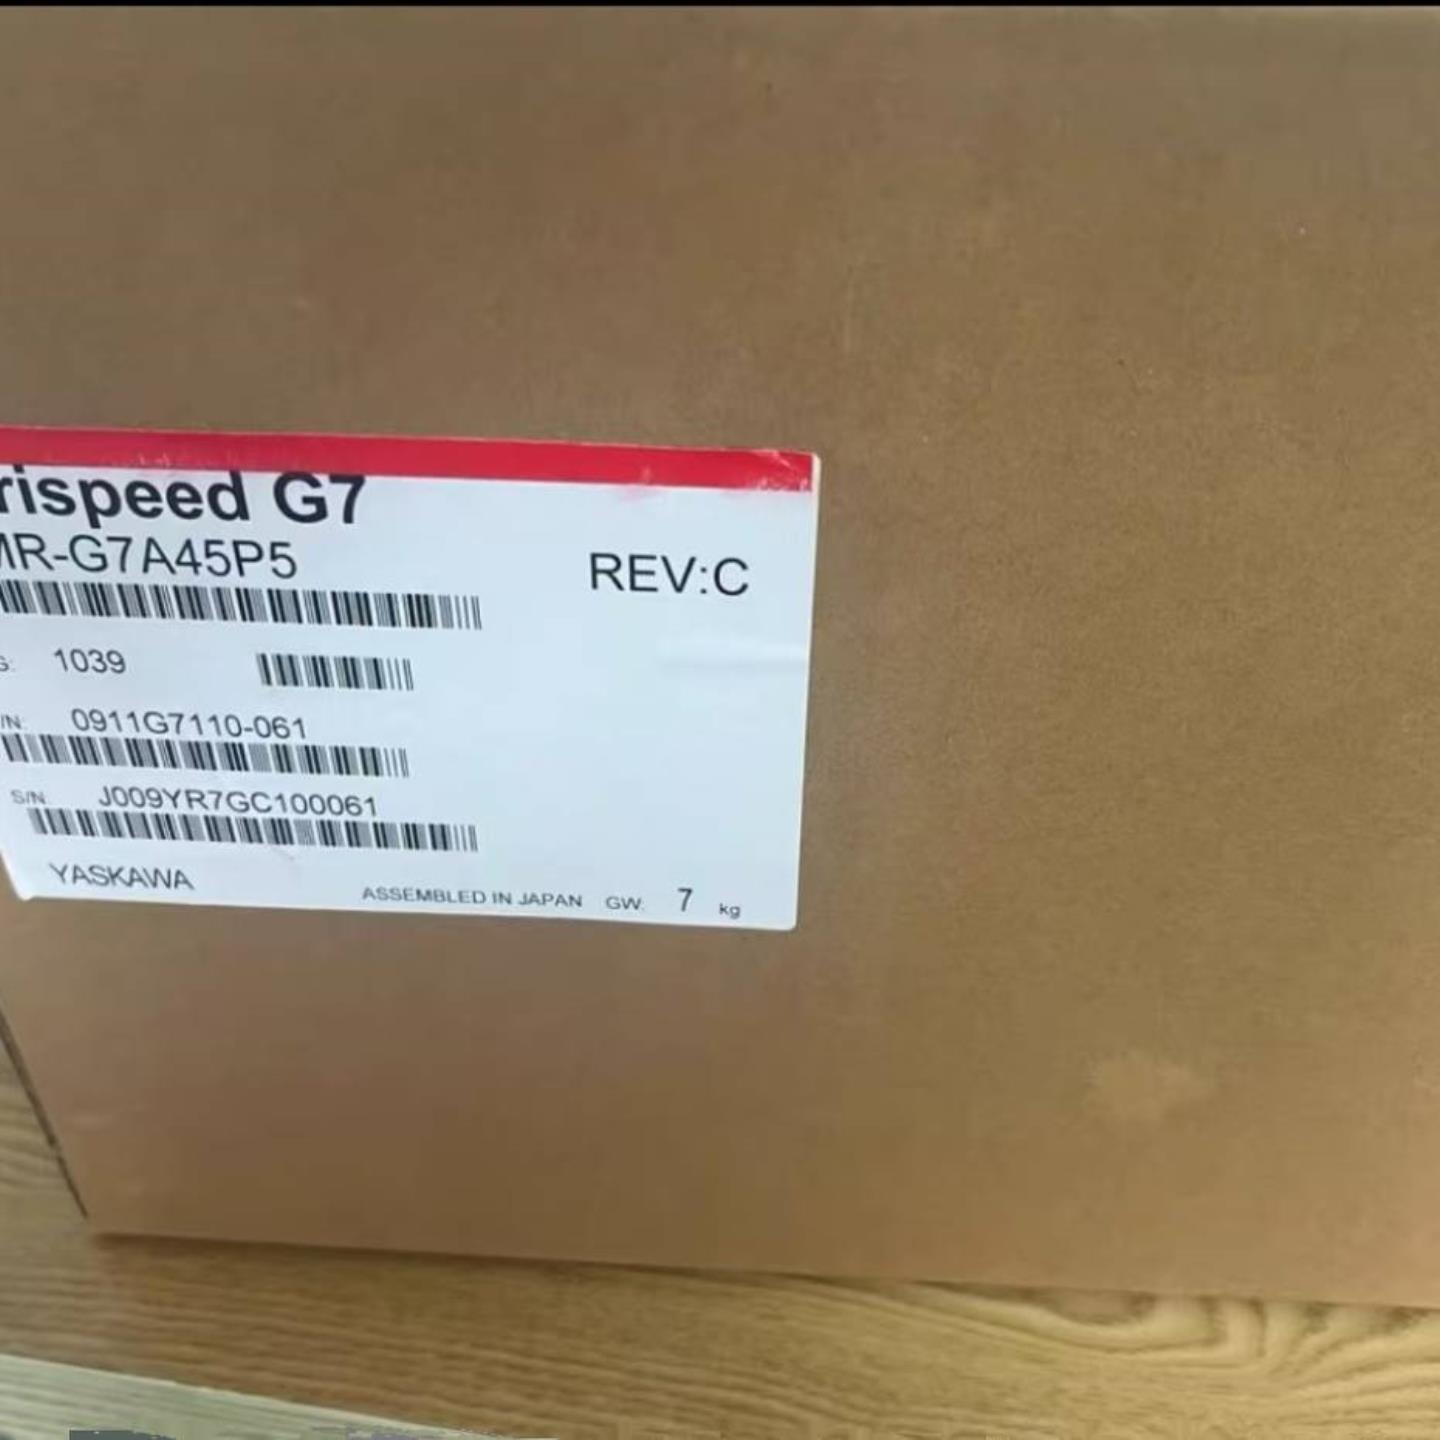 rispeed G7
MR-G7A45P5
REV:C
G: 1039
/N: 0911G7110-061
S/N J009YR7GC100061
YASKAWA
ASSEMBLED IN JAPAN GW: 7 kg